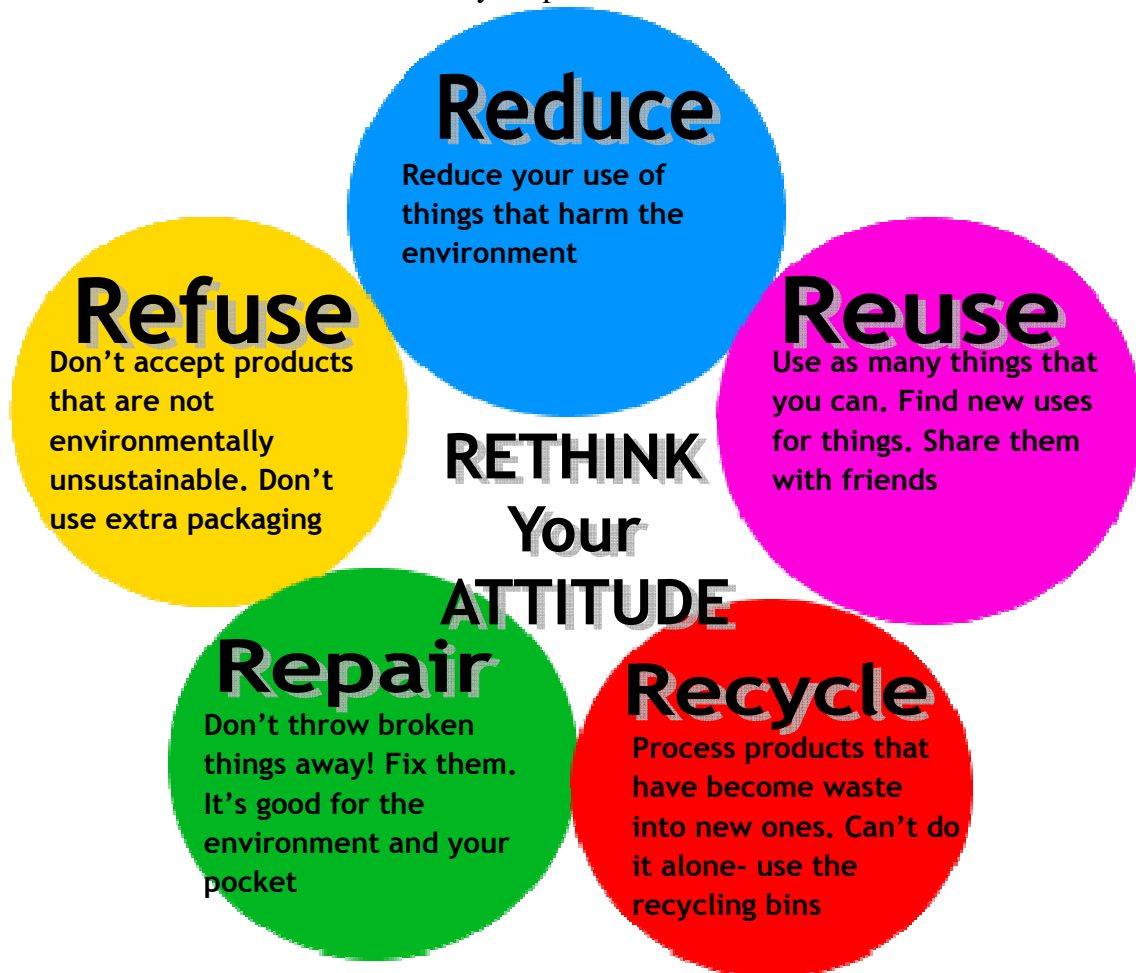 Reduce
Reduce your use of
things that harm the
environment
Refuse
Don’t accept products
that are not
environmentally
unsustainable. Don’t
use extra packaging
Reuse
Use as many things that
you can. Find new uses
for things. Share them
with friends
RETHINK
Your
ATTITUDE
Repair
Don’t throw broken
things away! Fix them.
It’s good for the
environment and your
pocket
Recycle
Process products that
have become waste
into new ones. Can’t do
it alone- use the
recycling bins